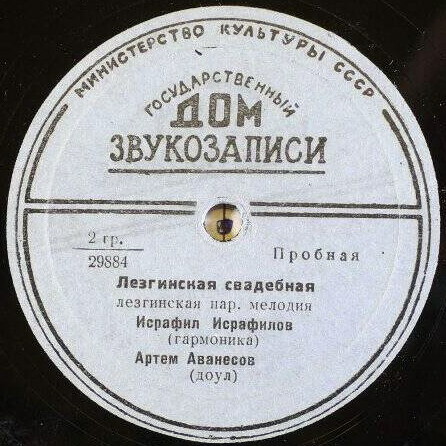 МИНИСТЕРСТВО КУЛЬТУРЫ СССР
ГОСУДАРСТВЕННЫЙ
ДОМ
ЗВУКОЗАПИСИ
2 гр.
29884
Пробная
Лезгинская свадебная
лезгинская нар. мелодия
Исрафил Исрафилов
(гармоника)
Артем Аванесов
(доул)